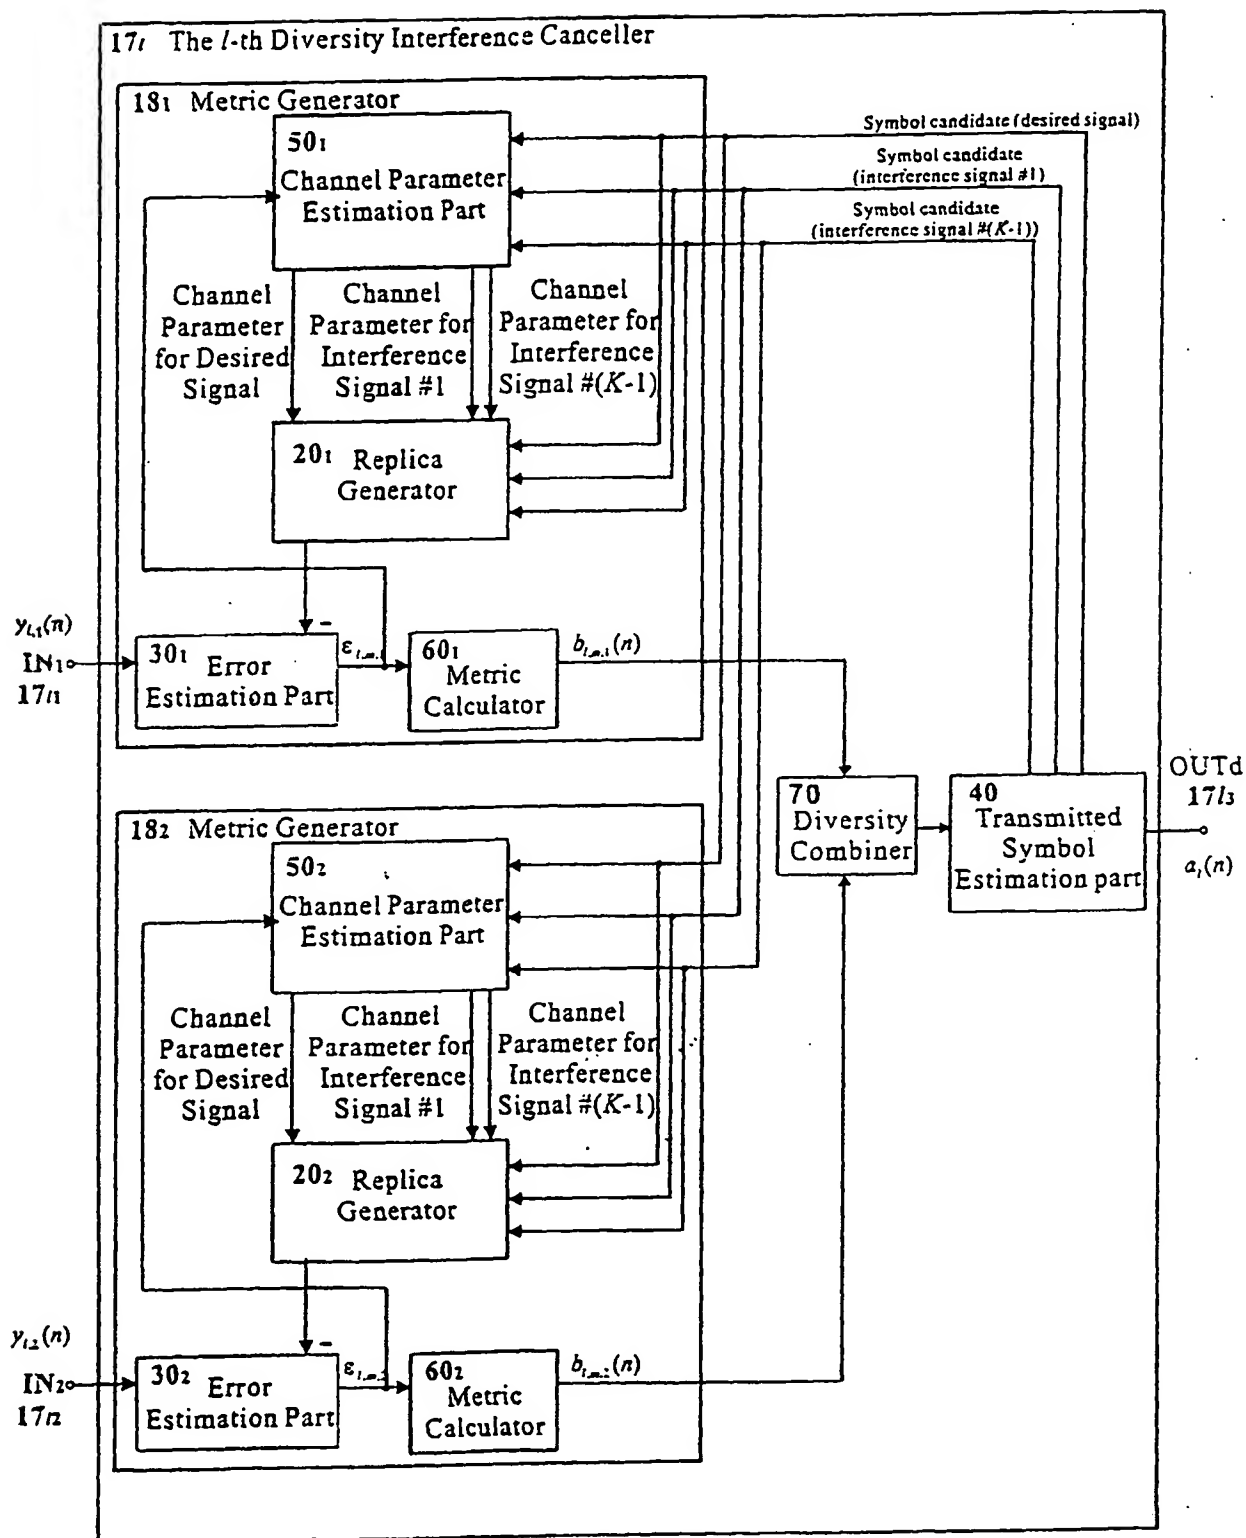 17l The l-th Diversity Interference Canceller
181 Metric Generator
501
Channel Parameter
Estimation Part
Symbol candidate (desired signal)
Symbol candidate
(interference signal #1)
Symbol candidate
(interference signal #(K-1))
Channel
Parameter
for Desired
Signal
Channel
Parameter for
Interference
Signal #1
Channel
Parameter for
Interference
Signal #(K-1)
201 Replica
Generator
-
yl,1(n)
IN1
17l1
301 Error
Estimation Part
εl,m,1
601
Metric
Calculator
bl,m,1(n)
70
Diversity
Combiner
40
Transmitted
Symbol
Estimation part
OUTd
17l3
al(n)
182 Metric Generator
502
Channel Parameter
Estimation Part
Channel
Parameter
for Desired
Signal
Channel
Parameter for
Interference
Signal #1
Channel
Parameter for
Interference
Signal #(K-1)
202 Replica
Generator
-
yl,2(n)
IN2
17l2
302 Error
Estimation Part
εl,m,2
602
Metric
Calculator
bl,m,2(n)